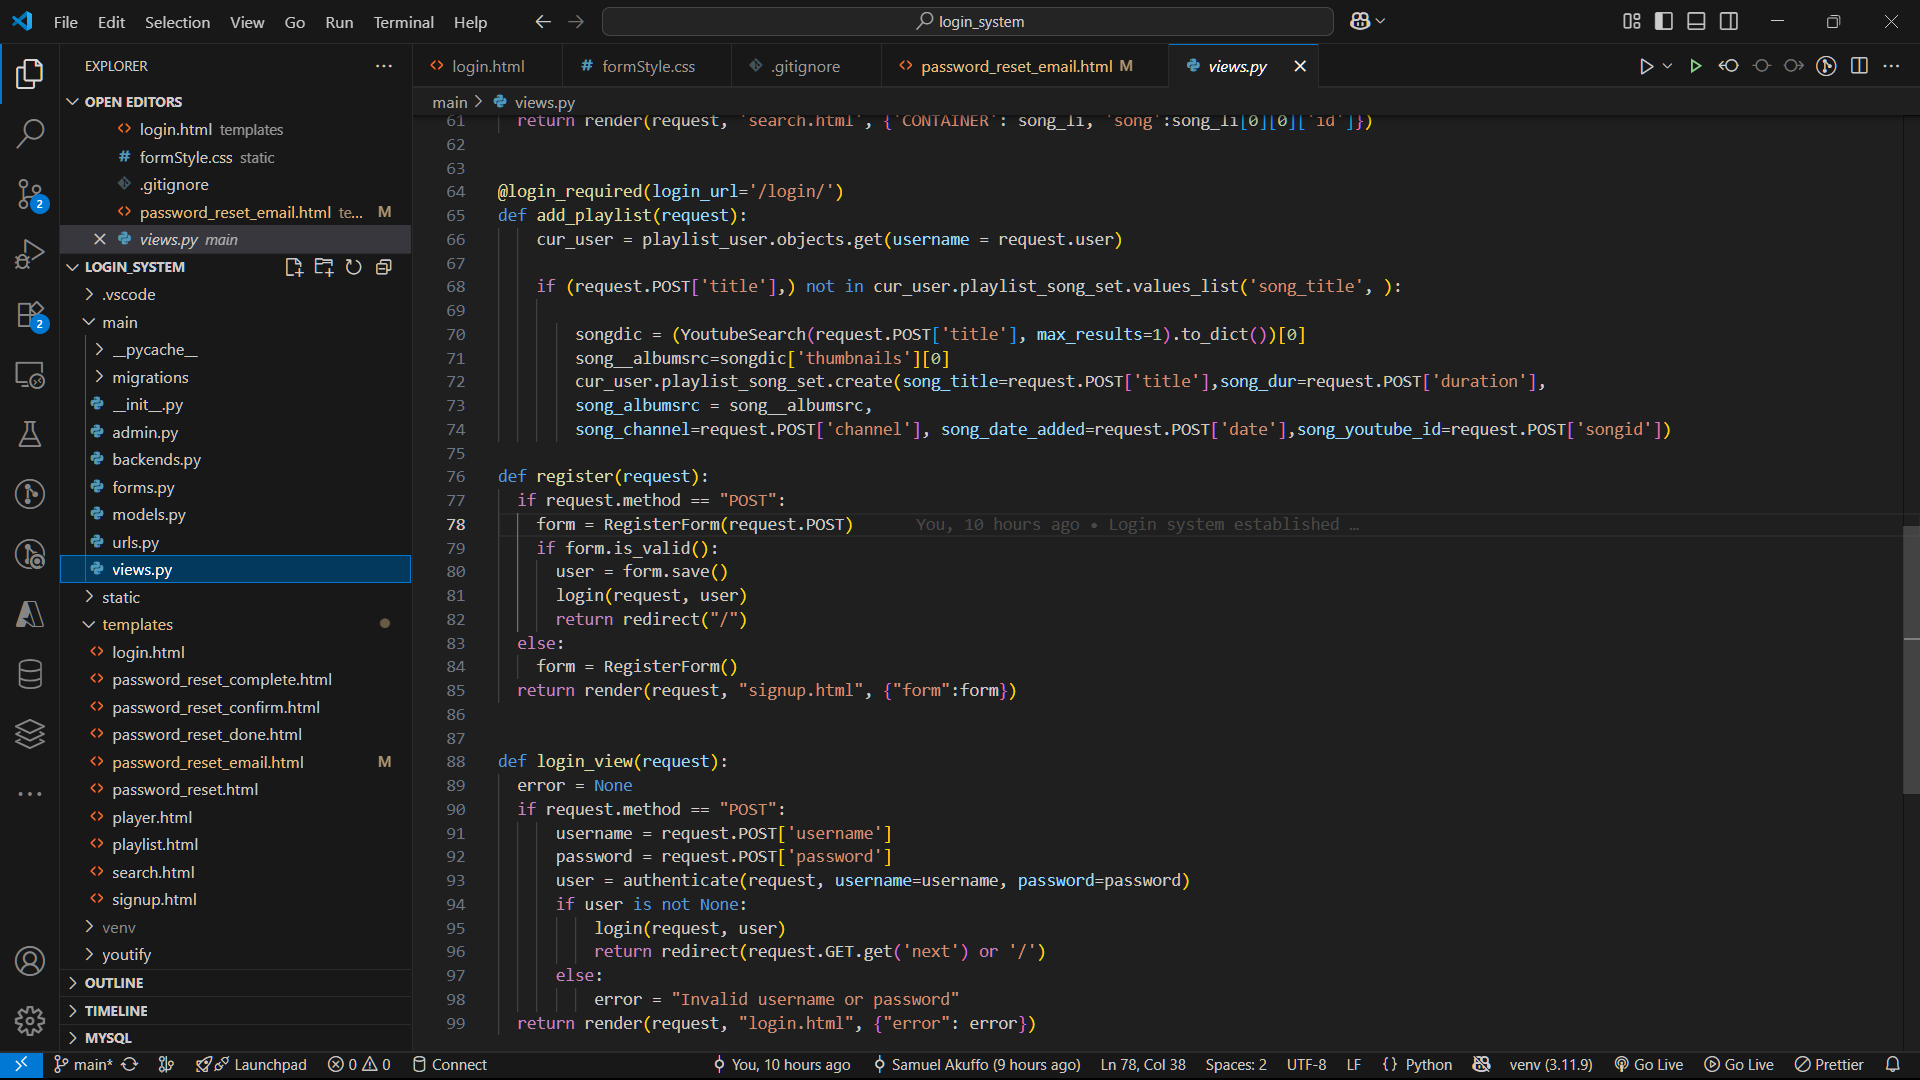 File Edit Selection View Go Run Terminal Help
login_system
EXPLORER
OPEN EDITORS
login.html templates
formStyle.css static
.gitignore
password_reset_email.html te... M
views.py main
LOGIN_SYSTEM
.vscode
main
__pycache__
migrations
__init__.py
admin.py
backends.py
forms.py
models.py
urls.py
views.py
static
templates
login.html
password_reset_complete.html
password_reset_confirm.html
password_reset_done.html
password_reset_email.html M
password_reset.html
player.html
playlist.html
search.html
signup.html
venv
youtify
OUTLINE
TIMELINE
MYSQL
2
2
login.html formStyle.css .gitignore password_reset_email.html M views.py
main > views.py
61 return render(request, 'search.html', {'CONTAINER': song_li, 'song':song_li[0][0]['id']})
62
63
64 @login_required(login_url='/login/')
65 def add_playlist(request):
66 cur_user = playlist_user.objects.get(username = request.user)
67
68 if (request.POST['title'],) not in cur_user.playlist_song_set.values_list('song_title', ):
69
70 songdic = (YoutubeSearch(request.POST['title'], max_results=1).to_dict())[0]
71 song__albumsrc=songdic['thumbnails'][0]
72 cur_user.playlist_song_set.create(song_title=request.POST['title'],song_dur=request.POST['duration'],
73 song_albumsrc = song__albumsrc,
74 song_channel=request.POST['channel'], song_date_added=request.POST['date'],song_youtube_id=request.POST['songid'])
75
76 def register(request):
77 if request.method == "POST":
78 form = RegisterForm(request.POST) You, 10 hours ago • Login system established …
79 if form.is_valid():
80 user = form.save()
81 login(request, user)
82 return redirect("/")
83 else:
84 form = RegisterForm()
85 return render(request, "signup.html", {"form":form})
86
87
88 def login_view(request):
89 error = None
90 if request.method == "POST":
91 username = request.POST['username']
92 password = request.POST['password']
93 user = authenticate(request, username=username, password=password)
94 if user is not None:
95 login(request, user)
96 return redirect(request.GET.get('next') or '/')
97 else:
98 error = "Invalid username or password"
99 return render(request, "login.html", {"error": error})
main* Launchpad 0 0 Connect You, 10 hours ago Samuel Akuffo (9 hours ago) Ln 78, Col 38 Spaces: 2 UTF-8 LF {} Python venv (3.11.9) Go Live Go Live Prettier